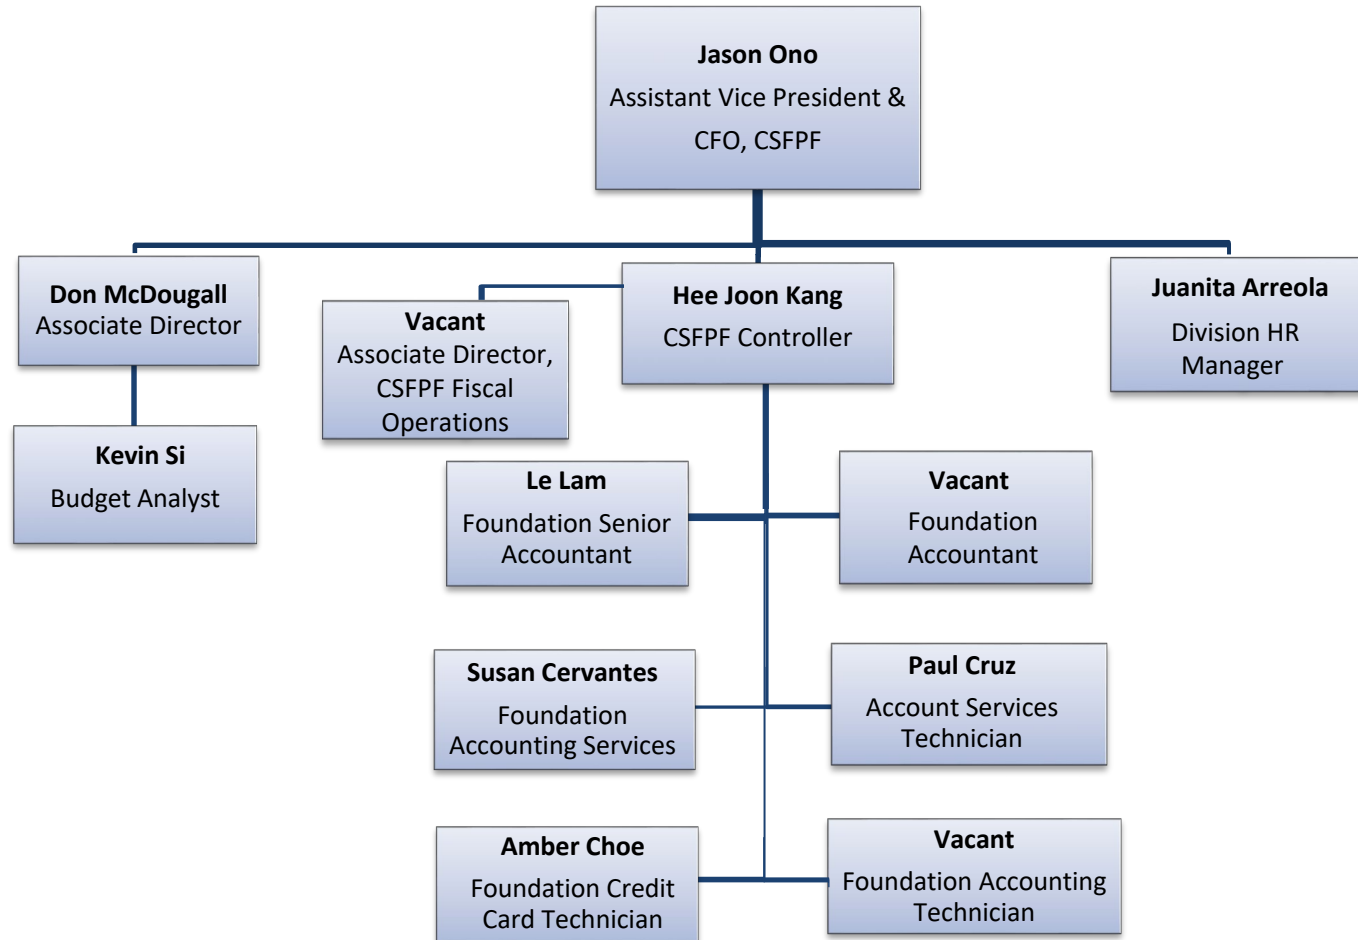 Jason Ono
Assistant Vice President &
CFO, CSFPF
Don McDougall
Associate Director
Vacant
Associate Director,
CSFPF Fiscal
Operations
Hee Joon Kang
CSFPF Controller
Juanita Arreola
Division HR
Manager
Kevin Si
Budget Analyst
Le Lam
Foundation Senior
Accountant
Vacant
Foundation
Accountant
Susan Cervantes
Foundation
Accounting Services
Paul Cruz
Account Services
Technician
Amber Choe
Foundation Credit
Card Technician
Vacant
Foundation Accounting
Technician